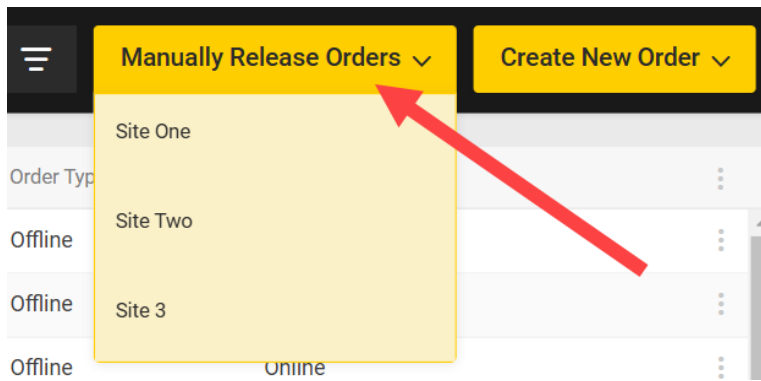 Manually Release Orders
Create New Order
Site One
Order Typ
Site Two
Offline
Offline
Site 3
Offline
Online